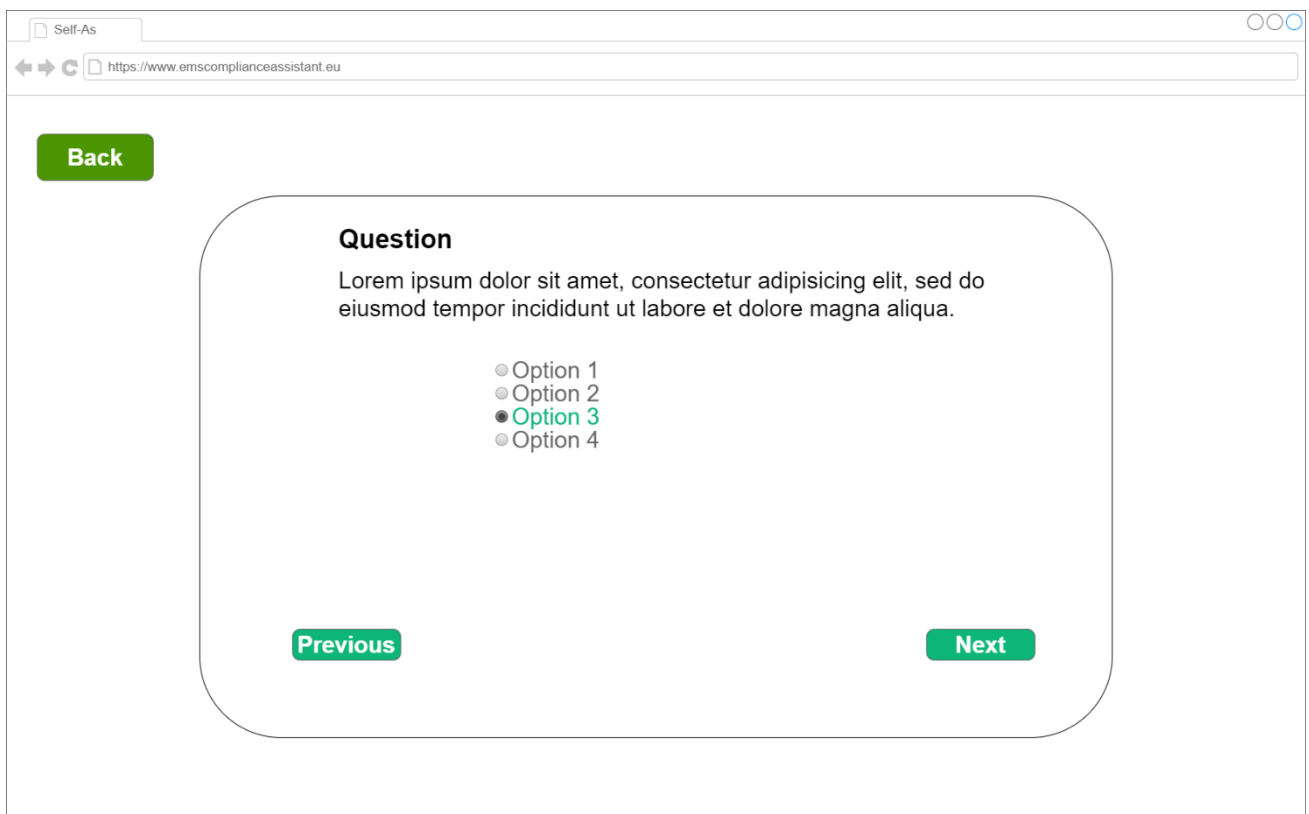 Self-As
https://www.emscomplianceassistant.eu
Back
Question
Lorem ipsum dolor sit amet, consectetur adipisicing elit, sed do
eiusmod tempor incididunt ut labore et dolore magna aliqua.
Option 1
Option 2
Option 3
Option 4
Previous
Next